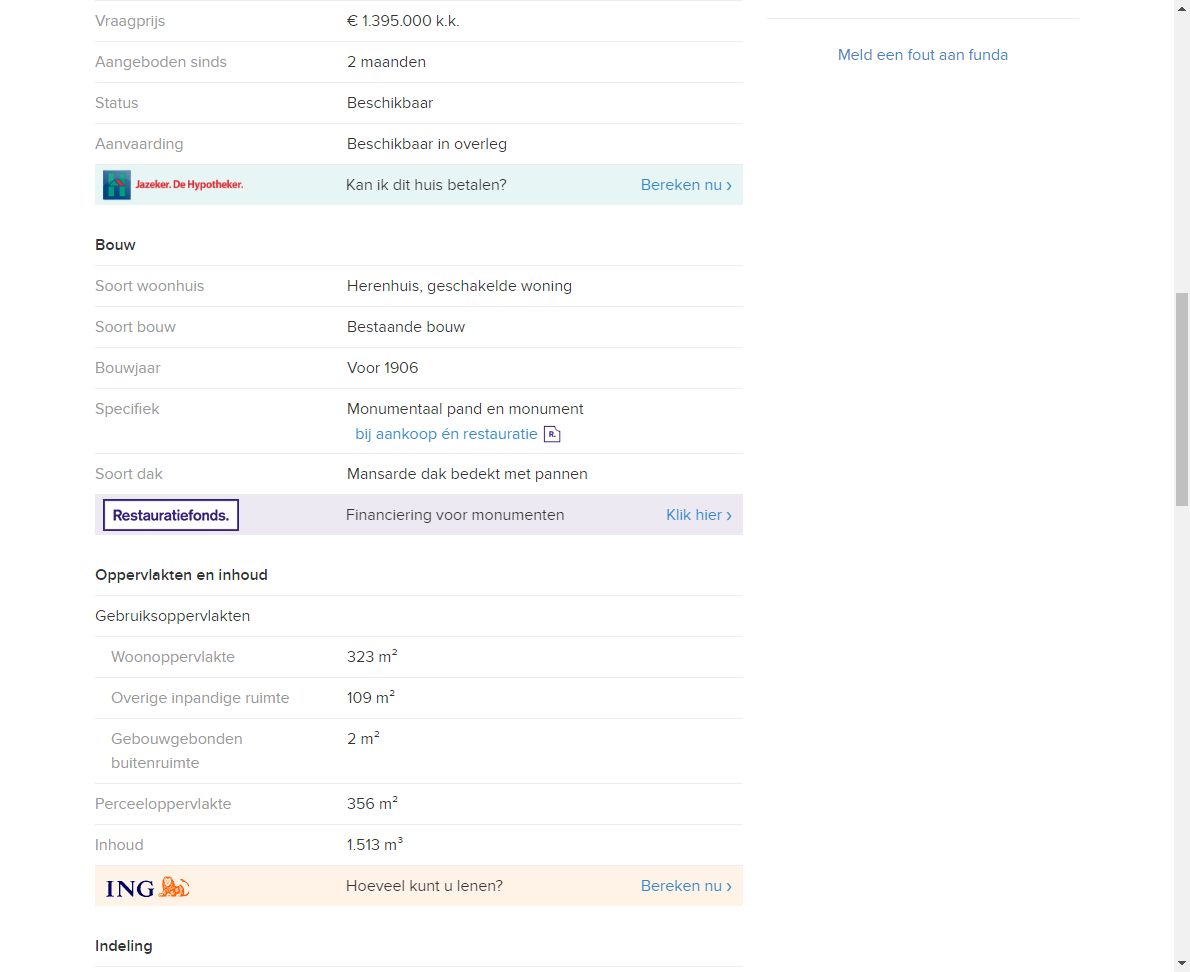 Vraagprijs € 1.395.000 k.k.
Meld een fout aan funda
Aangeboden sinds 2 maanden
Status Beschikbaar
Aanvaarding Beschikbaar in overleg
Jazeker. De Hypotheker. Kan ik dit huis betalen? Bereken nu ›
Bouw
Soort woonhuis Herenhuis, geschakelde woning
Soort bouw Bestaande bouw
Bouwjaar Voor 1906
Specifiek Monumentaal pand en monument
bij aankoop én restauratie R.
Soort dak Mansarde dak bedekt met pannen
Restauratiefonds. Financiering voor monumenten Klik hier ›
Oppervlakten en inhoud
Gebruiksoppervlakten
Woonoppervlakte 323 m²
Overige inpandige ruimte 109 m²
Gebouwgebonden 2 m²
buitenruimte
Perceeloppervlakte 356 m²
Inhoud 1.513 m³
ING Hoeveel kunt u lenen? Bereken nu ›
Indeling